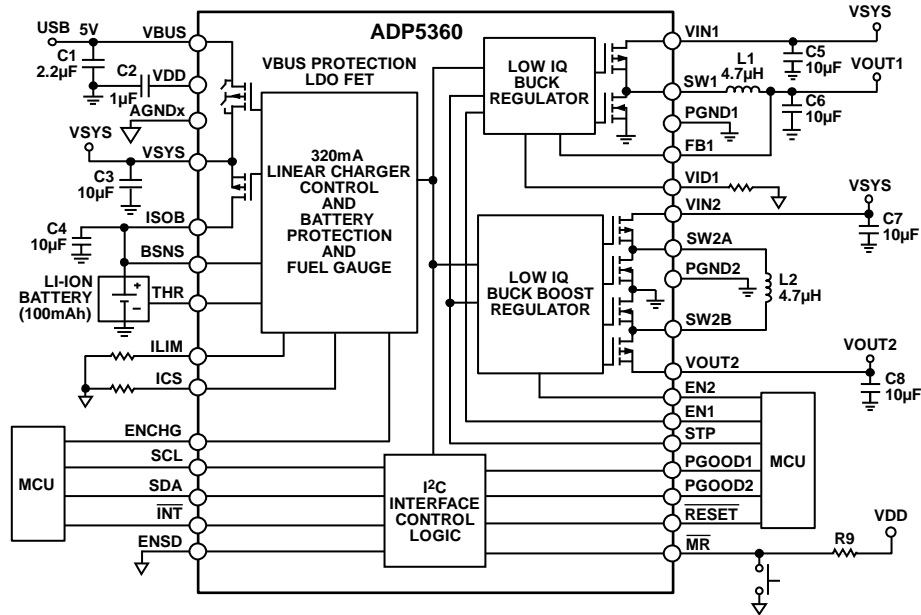 ADP5360
USB 5V
VBUS
C1
2.2µF
C2
1µF
VDD
AGNDx
VSYS
VSYS
C3
10µF
ISOB
C4
10µF
BSNS
LI-ION
BATTERY
(100mAh)
THR
ILIM
ICS
ENCHG
SCL
SDA
INT
ENSD
MCU
VBUS PROTECTION
LDO FET
320mA
LINEAR CHARGER
CONTROL
AND
BATTERY
PROTECTION
AND
FUEL GAUGE
LOW IQ
BUCK
REGULATOR
LOW IQ
BUCK BOOST
REGULATOR
I2C
INTERFACE
CONTROL
LOGIC
VIN1
VSYS
C5
10µF
L1
4.7µH
VOUT1
SW1
C6
10µF
PGND1
FB1
VID1
VSYS
VIN2
C7
10µF
SW2A
PGND2
L2
4.7µH
SW2B
VOUT2
VOUT2
C8
10µF
EN2
EN1
STP
PGOOD1
PGOOD2
RESET
MCU
MR
R9
VDD